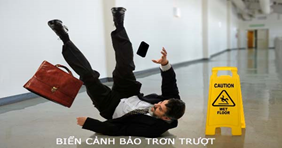 CAUTION
WET FLOOR
BIỂN CẢNH BÁO TRƠN TRƯỢT